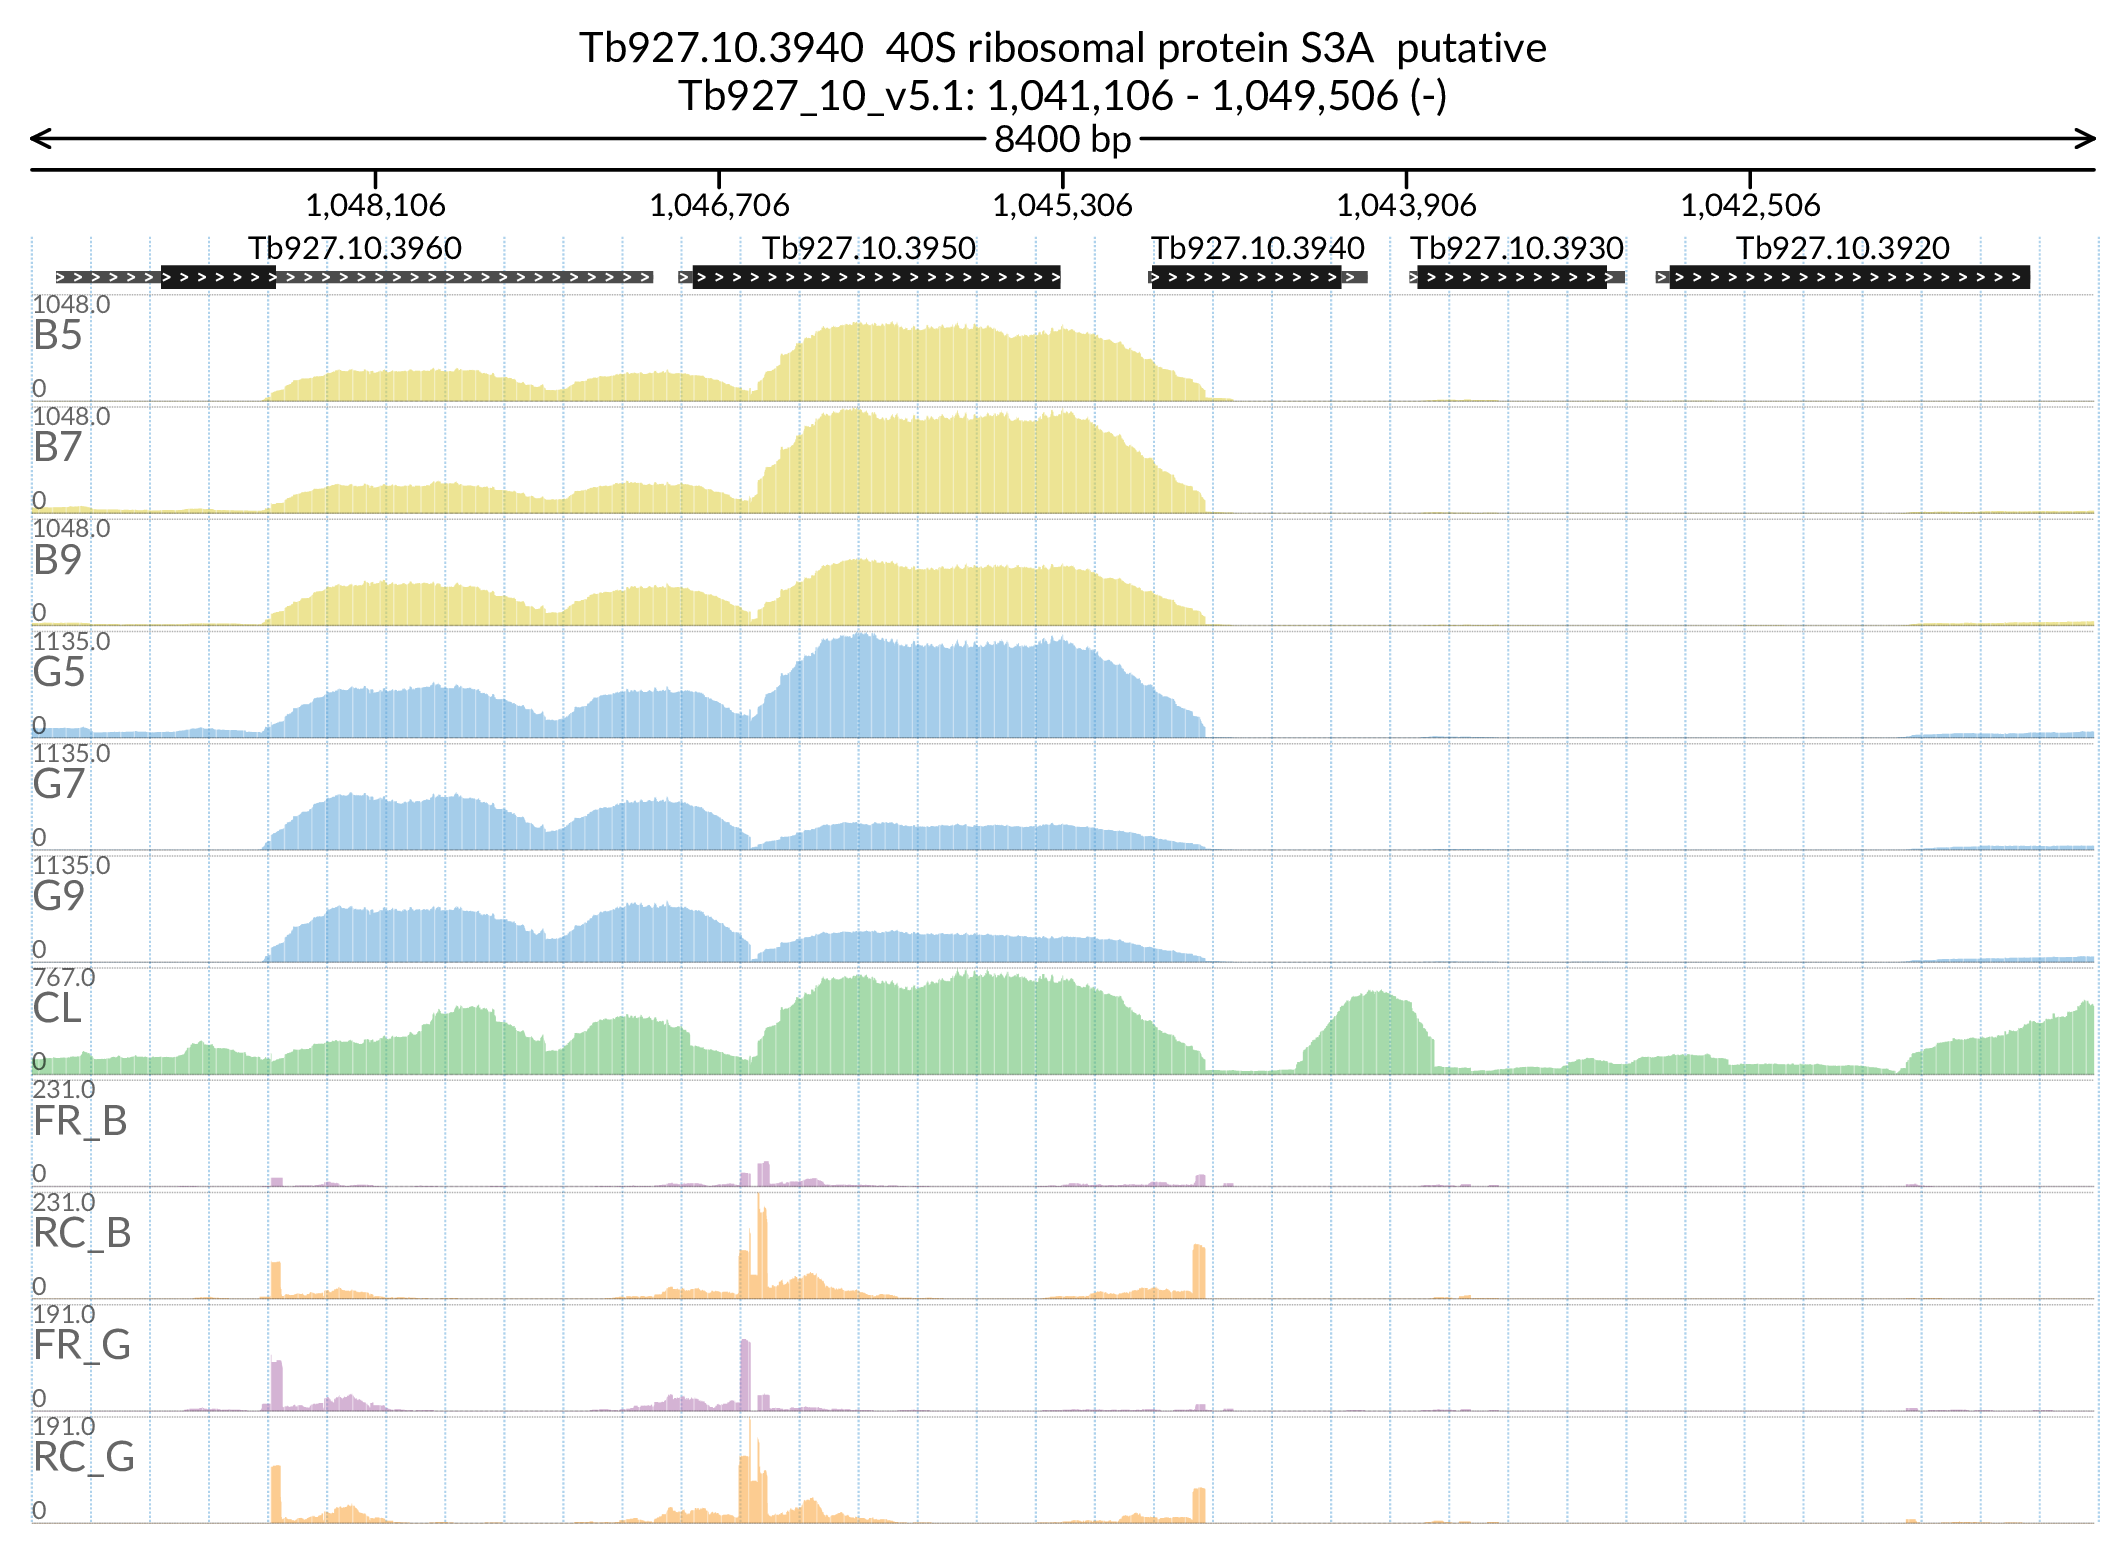 Tb927.10.3940 40S ribosomal protein S3A putative
Tb927_10_v5.1: 1,041,106 - 1,049,506 (-)
8400 bp
1,048,106 1,046,706 1,045,306 1,043,906 1,042,506
Tb927.10.3960 Tb927.10.3950 Tb927.10.3940 Tb927.10.3930 Tb927.10.3920
1048.0
B5
0
1048.0
B7
0
1048.0
B9
0
1135.0
G5
0
1135.0
G7
0
1135.0
G9
0
767.0
CL
0
231.0
FR_B
0
231.0
RC_B
0
191.0
FR_G
0
191.0
RC_G
0